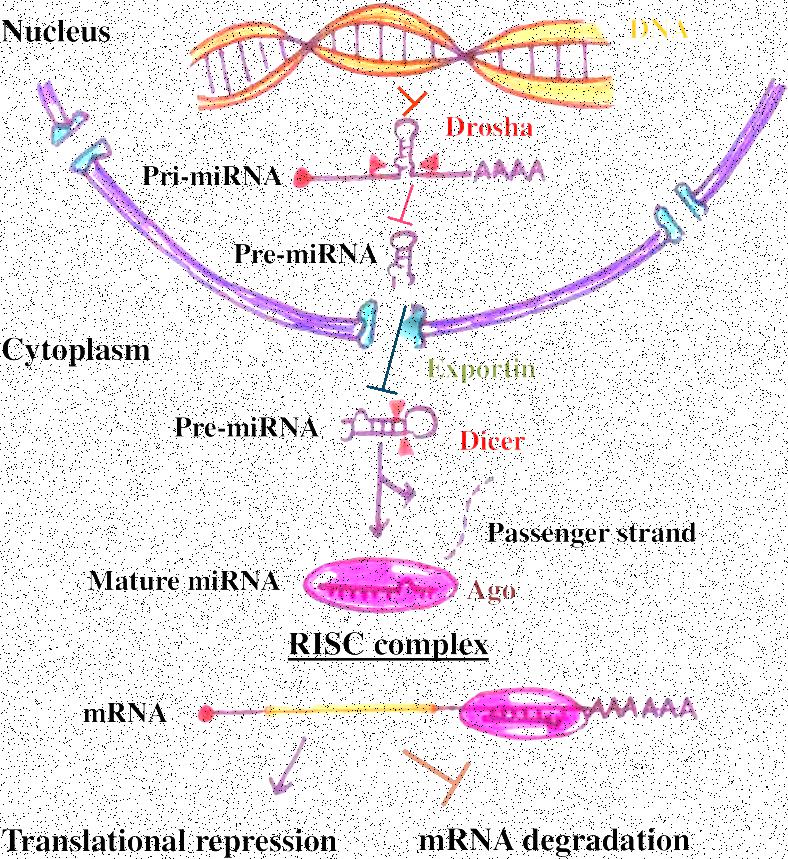 Nucleus
DNA
Drosha
Pri-miRNA
AAAA
Pre-miRNA
Cytoplasm
Exportin
Pre-miRNA
Dicer
Passenger strand
Mature miRNA
Ago
RISC complex
mRNA
AAAAAA
Translational repression
mRNA degradation